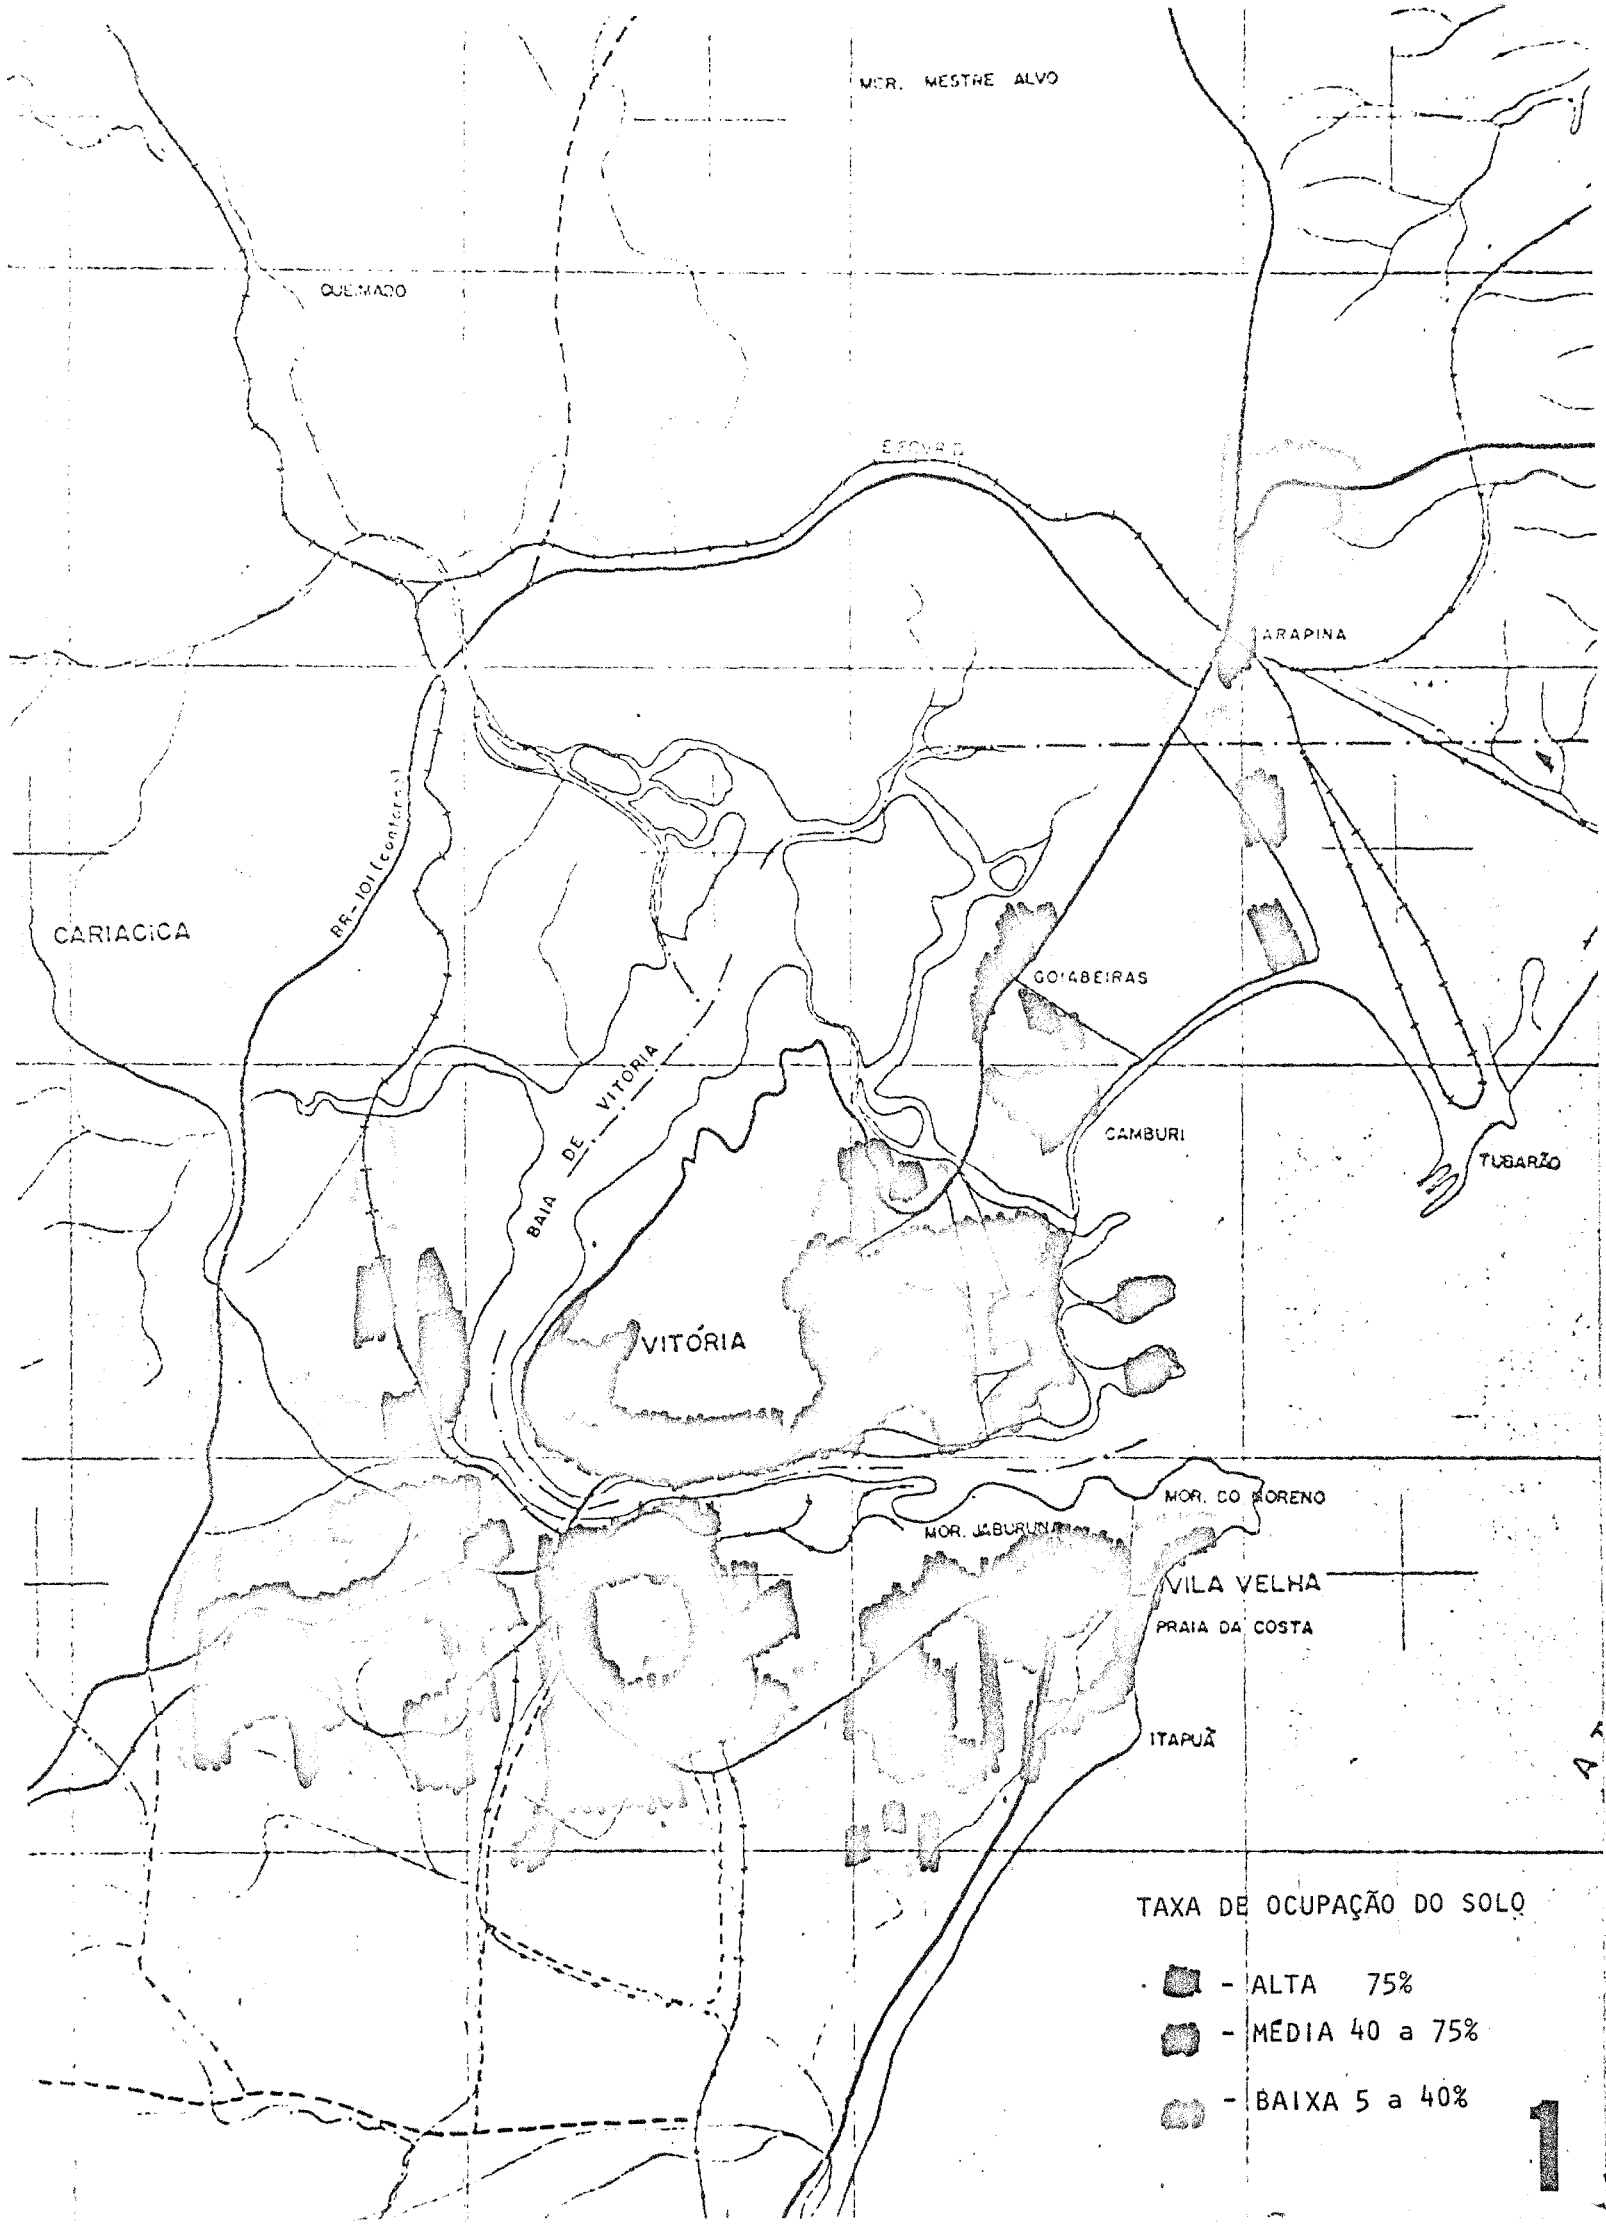 MOR. MESTRE ALVO
QUEIMADO
ARAPINA
BR-101 (contorno)
CARIACICA
GOIABEIRAS
BAIA DE VITORIA
CAMBURI
TUBARÃO
VITÓRIA
MOR. DO MORENO
MOR. JABURUNA
VILA VELHA
PRAIA DA COSTA
ITAPUÃ
TAXA DE OCUPAÇÃO DO SOLO
- ALTA 75%
- MÉDIA 40 a 75%
- BAIXA 5 a 40%
1